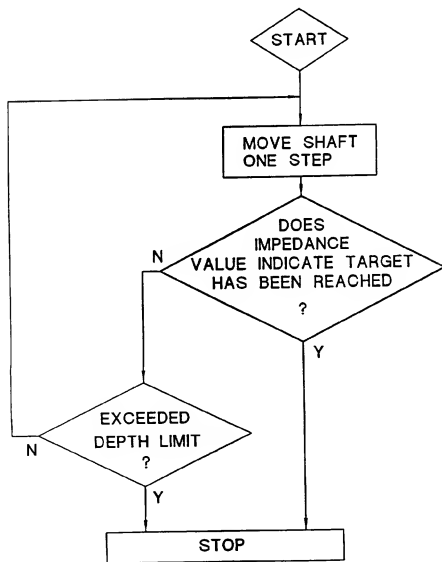 START
MOVE SHAFT
ONE STEP
DOES
IMPEDANCE
VALUE INDICATE TARGET
HAS BEEN REACHED
?
N
Y
EXCEEDED
DEPTH LIMIT
?
N
Y
STOP